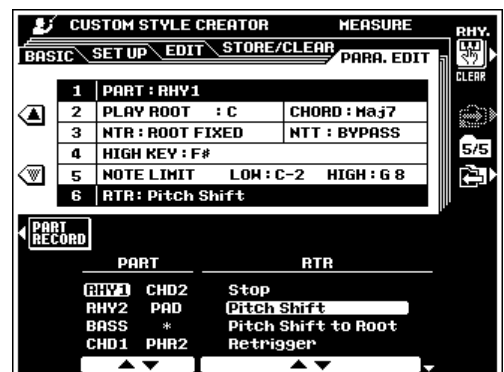 CUSTOM STYLE CREATOR MEASURE
RHY.
BASIC SET UP EDIT STORE/CLEAR PARA. EDIT
CLEAR
1 PART : RHY1
2 PLAY ROOT : C CHORD : Maj7
3 NTR : ROOT FIXED NTT : BYPASS
4 HIGH KEY : F#
5/5
5 NOTE LIMIT LOW : C-2 HIGH : G 8
6 RTR : Pitch Shift
PART
RECORD
PART RTR
RHY1 CHD2 Stop
RHY2 PAD Pitch Shift
BASS * Pitch Shift to Root
CHD1 PHR2 Retrigger